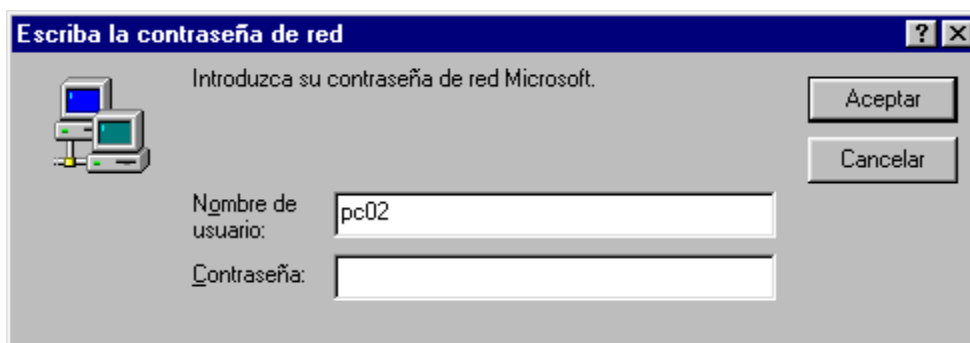 Escriba la contraseña de red
Introduzca su contraseña de red Microsoft.
Aceptar
Cancelar
Nombre de
usuario:
pc02
Contraseña: